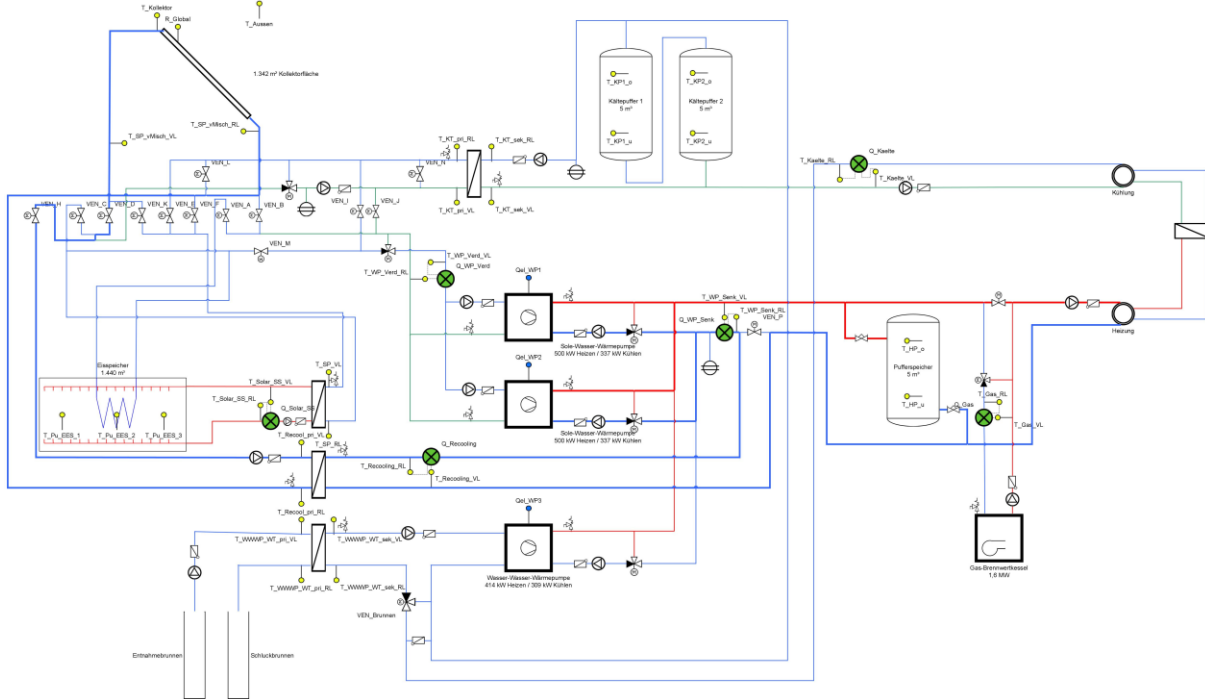 T_Kollektor
R_Global
T_Aussen
1.342 m² Kollektorfläche
T_SP_vMisch_VL
T_SP_vMisch_RL
VEN_L
T_KT_pri_RL
T_KT_sek_RL
VEN_N
T_KP1_o
Kältepuffer 1
5 m³
T_KP1_u
T_KP2_o
Kältepuffer 2
5 m³
T_KP2_u
T_Kaelte_RL
Q_Kaelte
T_Kaelte_VL
Kühlung
VEN_H
VEN_C
VEN_D
VEN_K
VEN_E
VEN_F
VEN_A
VEN_B
VEN_I
VEN_J
T_KT_pri_VL
T_KT_sek_VL
VEN_M
T_WP_Verd_VL
Q_WP_Verd
T_WP_Verd_RL
Qel_WP1
T_WP_Senk_VL
T_WP_Senk_RL
Q_WP_Senk
VEN_P
Sole-Wasser-Wärmepumpe
500 kW Heizen / 337 kW Kühlen
Heizung
T_HP_o
Pufferspeicher
5 m³
T_HP_u
Q_Gas
T_Gas_RL
T_Gas_VL
Qel_WP2
Sole-Wasser-Wärmepumpe
500 kW Heizen / 337 kW Kühlen
Eisspeicher
1.440 m³
T_Solar_SS_VL
T_Solar_SS_RL
Q_Solar_SS
T_SP_VL
T_Pu_EES_1
T_Pu_EES_2
T_Pu_EES_3
T_Recool_pri_VL
T_SP_RL
Q_Recooling
T_Recooling_RL
T_Recooling_VL
T_Recool_pri_RL
Qel_WP3
T_WWWP_WT_pri_VL
T_WWWP_WT_sek_VL
Wasser-Wasser-Wärmepumpe
414 kW Heizen / 309 kW Kühlen
T_WWWP_WT_pri_RL
T_WWWP_WT_sek_RL
VEN_Brunnen
Gas-Brennwertkessel
1,6 MW
Entnahmebrunnen
Schluckbrunnen